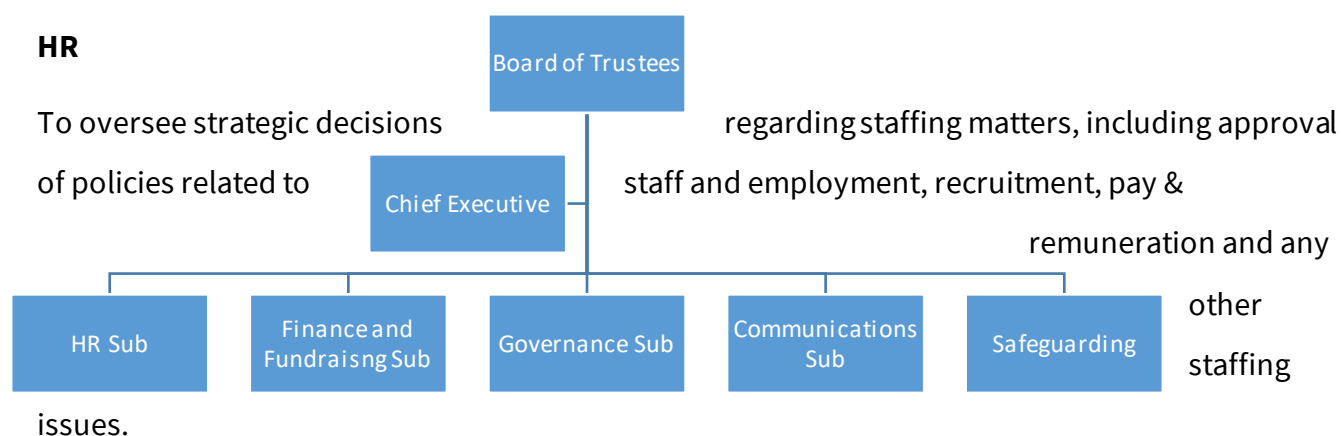 HR
Board of Trustees
To oversee strategic decisions regarding staffing matters, including approval
of policies related to staff and employment, recruitment, pay &
Chief Executive
remuneration and any
other
staffing
issues.
HR Sub
Finance and
Fundraisng Sub
Governance Sub
Communications
Sub
Safeguarding